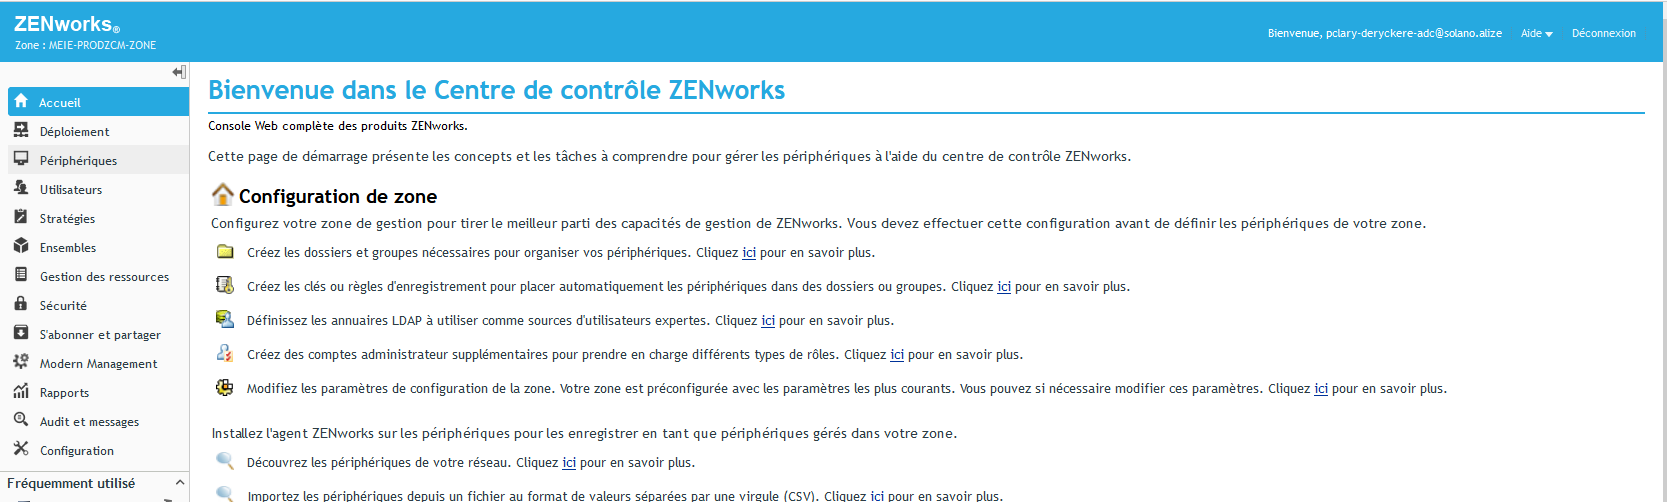 ZENworks®
Zone : MEIE-PRODZCM-ZONE
Bienvenue, pclary-deryckere-adc@solano.alize
Aide
Déconnexion
Accueil
Déploiement
Périphériques
Utilisateurs
Stratégies
Ensembles
Gestion des ressources
Sécurité
S'abonner et partager
Modern Management
Rapports
Audit et messages
Configuration
Fréquemment utilisé
Bienvenue dans le Centre de contrôle ZENworks
Console Web complète des produits ZENworks.
Cette page de démarrage présente les concepts et les tâches à comprendre pour gérer les périphériques à l'aide du centre de contrôle ZENworks.
Configuration de zone
Configurez votre zone de gestion pour tirer le meilleur parti des capacités de gestion de ZENworks. Vous devez effectuer cette configuration avant de définir les périphériques de votre zone.
Créez les dossiers et groupes nécessaires pour organiser vos périphériques. Cliquez ici pour en savoir plus.
Créez les clés ou règles d'enregistrement pour placer automatiquement les périphériques dans des dossiers ou groupes. Cliquez ici pour en savoir plus.
Définissez les annuaires LDAP à utiliser comme sources d'utilisateurs expertes. Cliquez ici pour en savoir plus.
Créez des comptes administrateur supplémentaires pour prendre en charge différents types de rôles. Cliquez ici pour en savoir plus.
Modifiez les paramètres de configuration de la zone. Votre zone est préconfigurée avec les paramètres les plus courants. Vous pouvez si nécessaire modifier ces paramètres. Cliquez ici pour en savoir plus.
Installez l'agent ZENworks sur les périphériques pour les enregistrer en tant que périphériques gérés dans votre zone.
Découvrez les périphériques de votre réseau. Cliquez ici pour en savoir plus.
Importez les périphériques depuis un fichier au format de valeurs séparées par une virgule (CSV). Cliquez ici pour en savoir plus.